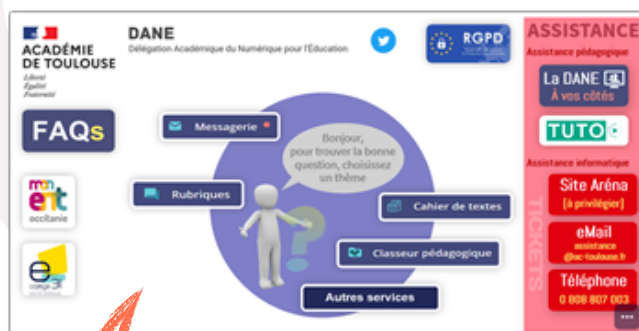 ACADÉMIE
DE TOULOUSE
Liberté
Égalité
Fraternité
DANE
Délégation Académique du Numérique pour l'Éducation
RGPD
ASSISTANCE
Assistance pédagogique
La DANE
À vos côtés
TUTO
Assistance informatique
TICKETS
Site Aréna
(à privilégier)
eMail
assistance
@ac-toulouse.fr
Téléphone
0 808 807 003
FAQs
mon
ent
occitanie
Messagerie
Bonjour,
pour trouver la bonne
question, choisissez
un thème
Rubriques
Cahier de textes
Classeur pédagogique
Autres services